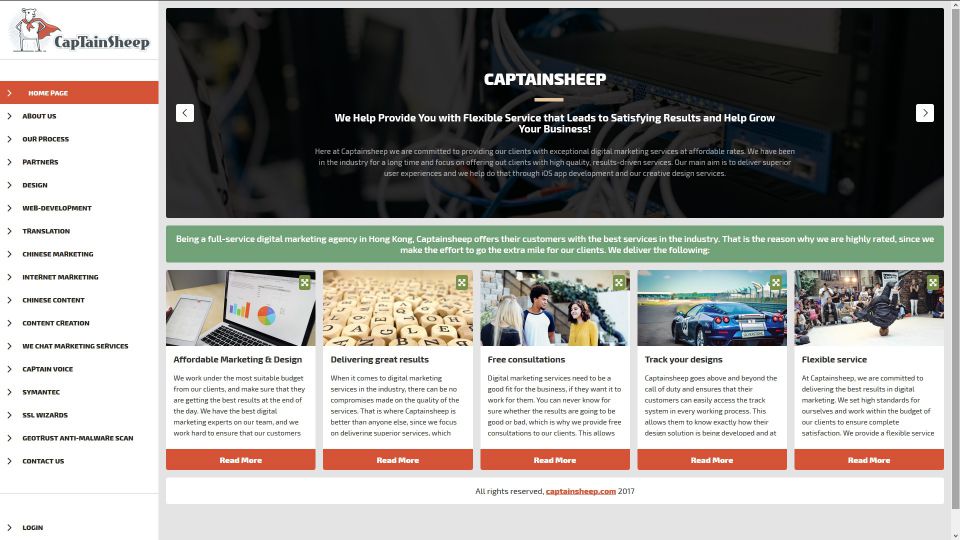 CapTainSheep
HOME PAGE
ABOUT US
OUR PROCESS
PARTNERS
DESIGN
WEB-DEVELOPMENT
TRANSLATION
CHINESE MARKETING
INTERNET MARKETING
CHINESE CONTENT
CONTENT CREATION
WE CHAT MARKETING SERVICES
CAPTAIN VOICE
SYMANTEC
SSL WIZARDS
GEOTRUST ANTI-MALWARE SCAN
CONTACT US
LOGIN
CAPTAINSHEEP
We Help Provide You with Flexible Service that Leads to Satisfying Results and Help Grow
Your Business!
Here at Captainsheep we are committed to providing our clients with exceptional digital marketing services at affordable rates. We have been
in the industry for a long time and focus on offering out clients with high quality, results-driven services. Our main aim is to deliver superior
user experiences and we help do that through iOS app development and our creative design services.
Being a full-service digital marketing agency in Hong Kong, Captainsheep offers their customers with the best services in the industry. That is the reason why we are highly rated, since we
make the effort to go the extra mile for our clients. We deliver the following:
Affordable Marketing & Design
We work under the most suitable budget
from our clients, and make sure that they
are getting the best results at the end of
the day. We have the best digital
marketing experts on our team, and we
work hard to ensure that our customers
Read More
Delivering great results
When it comes to digital marketing
services in the industry, there can be no
compromises made on the quality of the
services. That is where Captainsheep is
better than anyone else, since we focus
on delivering superior services, which
Read More
Free consultations
Digital marketing services need to be a
good fit for the business, if they want it to
work for them. You can never know for
sure whether the results are going to be
good or bad, which is why we provide free
consultations to our clients. This allows
Read More
Track your designs
Captainsheep goes above and beyond the
call of duty and ensures that their
customers can easily access the track
system in every working process. This
allows them to know exactly how their
design solution is being developed and at
Read More
Flexible service
At Captainsheep, we are committed to
delivering the best results in digital
marketing. We set high standards for
ourselves and work within the budget of
our clients to ensure complete
satisfaction. We provide a flexible service
Read More
All rights reserved, captainsheep.com 2017